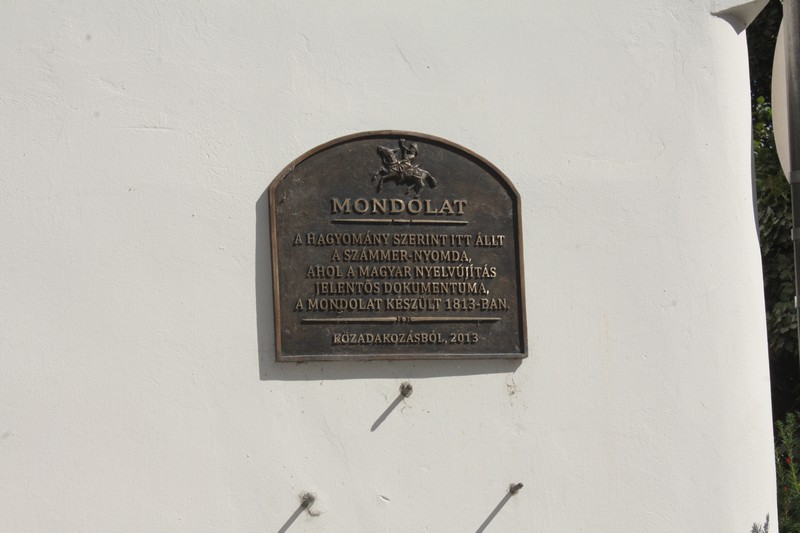 MONDOLAT
A HAGYOMÁNY SZERINT ITT ÁLLT
A SZAMMER-NYOMDA,
AHOL A MAGYAR NYELVÚJÍTÁS
JELENTŐS DOKUMENTUMA,
A MONDOLAT KÉSZÜLT 1813-BAN.
KÖZADAKOZÁSBÓL, 2013